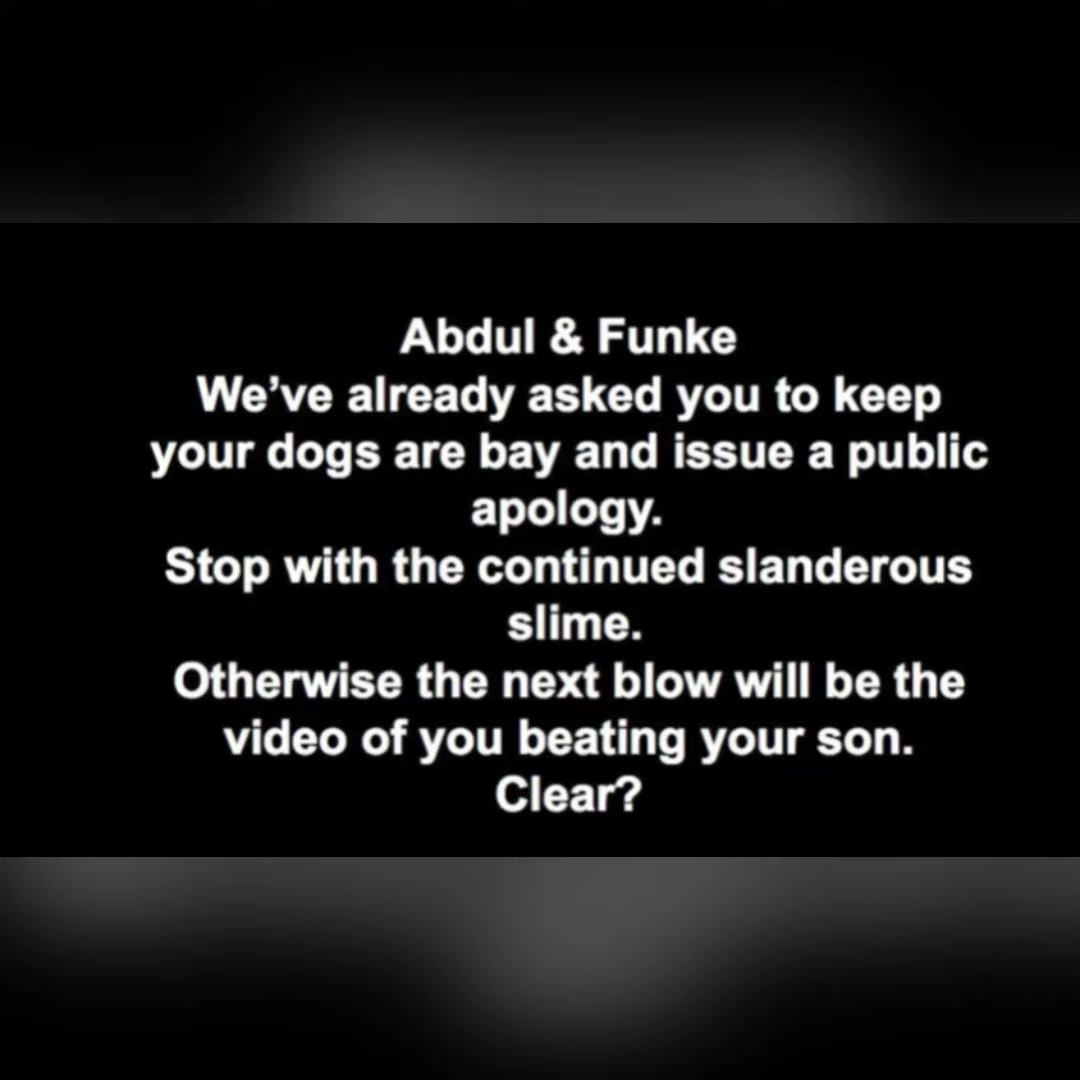 Abdul & Funke
We’ve already asked you to keep
your dogs are bay and issue a public
apology.
Stop with the continued slanderous
slime.
Otherwise the next blow will be the
video of you beating your son.
Clear?